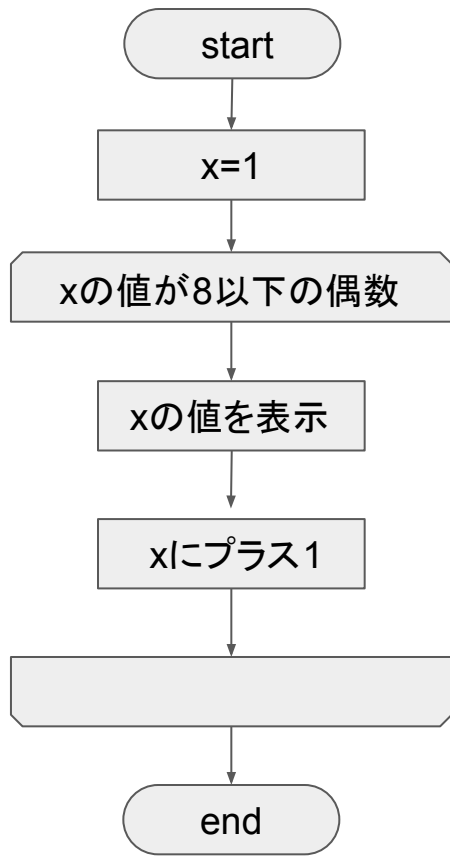 start
x=1
xの値が8以下の偶数
xの値を表示
xにプラス1
end